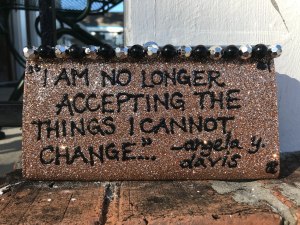 "I AM NO LONGER
ACCEPTING THE
THINGS I CANNOT
CHANGE"... -angela y.
davis